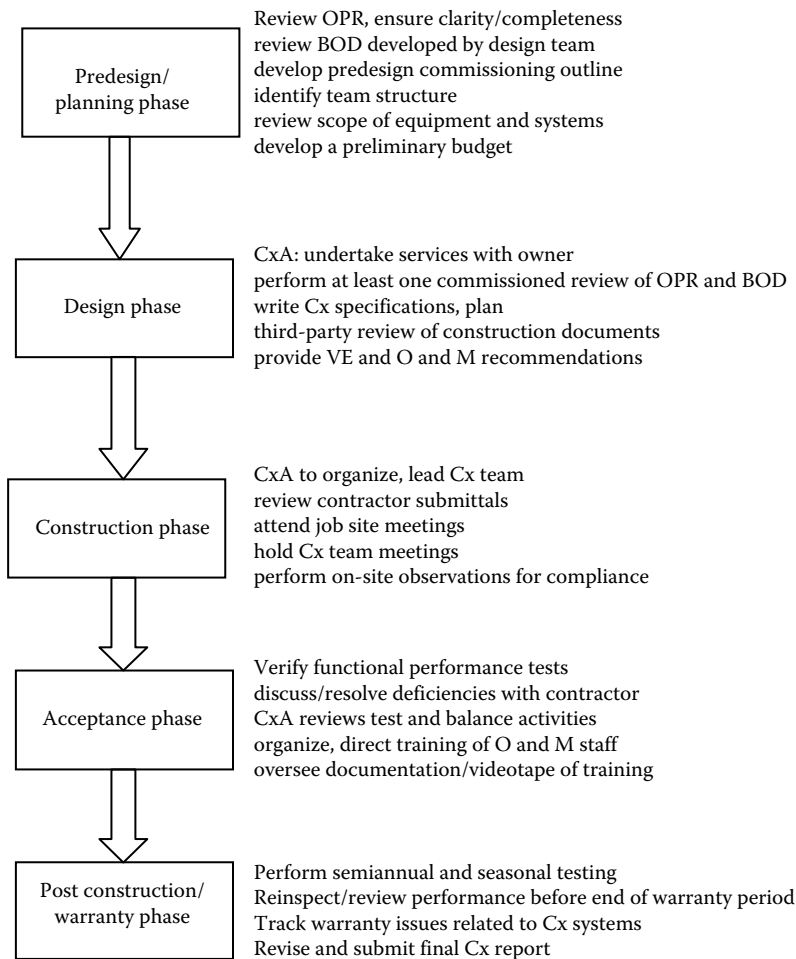 Predesign/
planning phase
Review OPR, ensure clarity/completeness
review BOD developed by design team
develop predesign commissioning outline
identify team structure
review scope of equipment and systems
develop a preliminary budget
Design phase
CxA: undertake services with owner
perform at least one commissioned review of OPR and BOD
write Cx specifications, plan
third-party review of construction documents
provide VE and O and M recommendations
Construction phase
CxA to organize, lead Cx team
review contractor submittals
attend job site meetings
hold Cx team meetings
perform on-site observations for compliance
Acceptance phase
Verify functional performance tests
discuss/resolve deficiencies with contractor
CxA reviews test and balance activities
organize, direct training of O and M staff
oversee documentation/videotape of training
Post construction/
warranty phase
Perform semiannual and seasonal testing
Reinspect/review performance before end of warranty period
Track warranty issues related to Cx systems
Revise and submit final Cx report